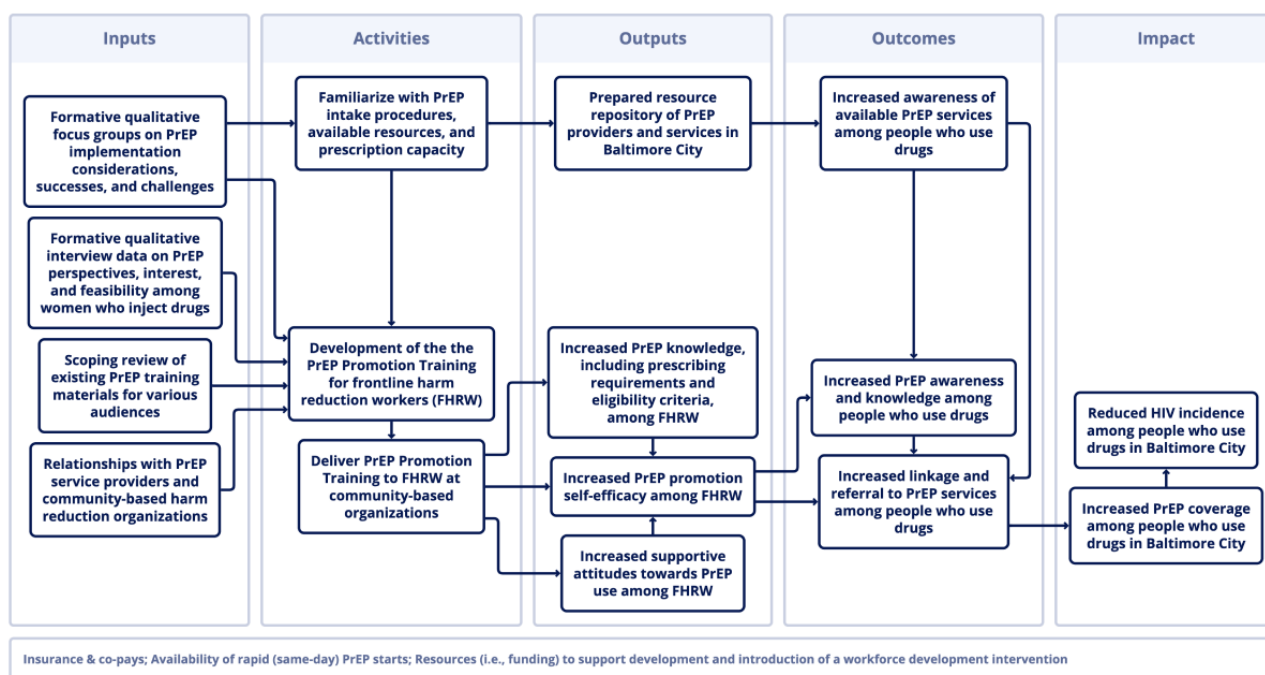 Inputs
Activities
Outputs
Outcomes
Impact
Formative qualitative
focus groups on PrEP
implementation
considerations,
successes, and challenges
Formative qualitative
interview data on PrEP
perspectives, interest,
and feasibility among
women who inject drugs
Scoping review of
existing PrEP training
materials for various
audiences
Relationships with PrEP
service providers and
community-based harm
reduction organizations
Familiarize with PrEP
intake procedures,
available resources, and
prescription capacity
Development of the the
PrEP Promotion Training
for frontline harm
reduction workers (FHRW)
Deliver PrEP Promotion
Training to FHRW at
community-based
organizations
Prepared resource
repository of PrEP
providers and services in
Baltimore City
Increased PrEP knowledge,
including prescribing
requirements and
eligibility criteria,
among FHRW
Increased PrEP promotion
self-efficacy among FHRW
Increased supportive
attitudes towards PrEP
use among FHRW
Increased awareness of
available PrEP services
among people who use
drugs
Increased PrEP awareness
and knowledge among
people who use drugs
Increased linkage and
referral to PrEP services
among people who use
drugs
Reduced HIV incidence
among people who use
drugs in Baltimore City
Increased PrEP coverage
among people who use
drugs in Baltimore City
Insurance & co-pays; Availability of rapid (same-day) PrEP starts; Resources (i.e., funding) to support development and introduction of a workforce development intervention